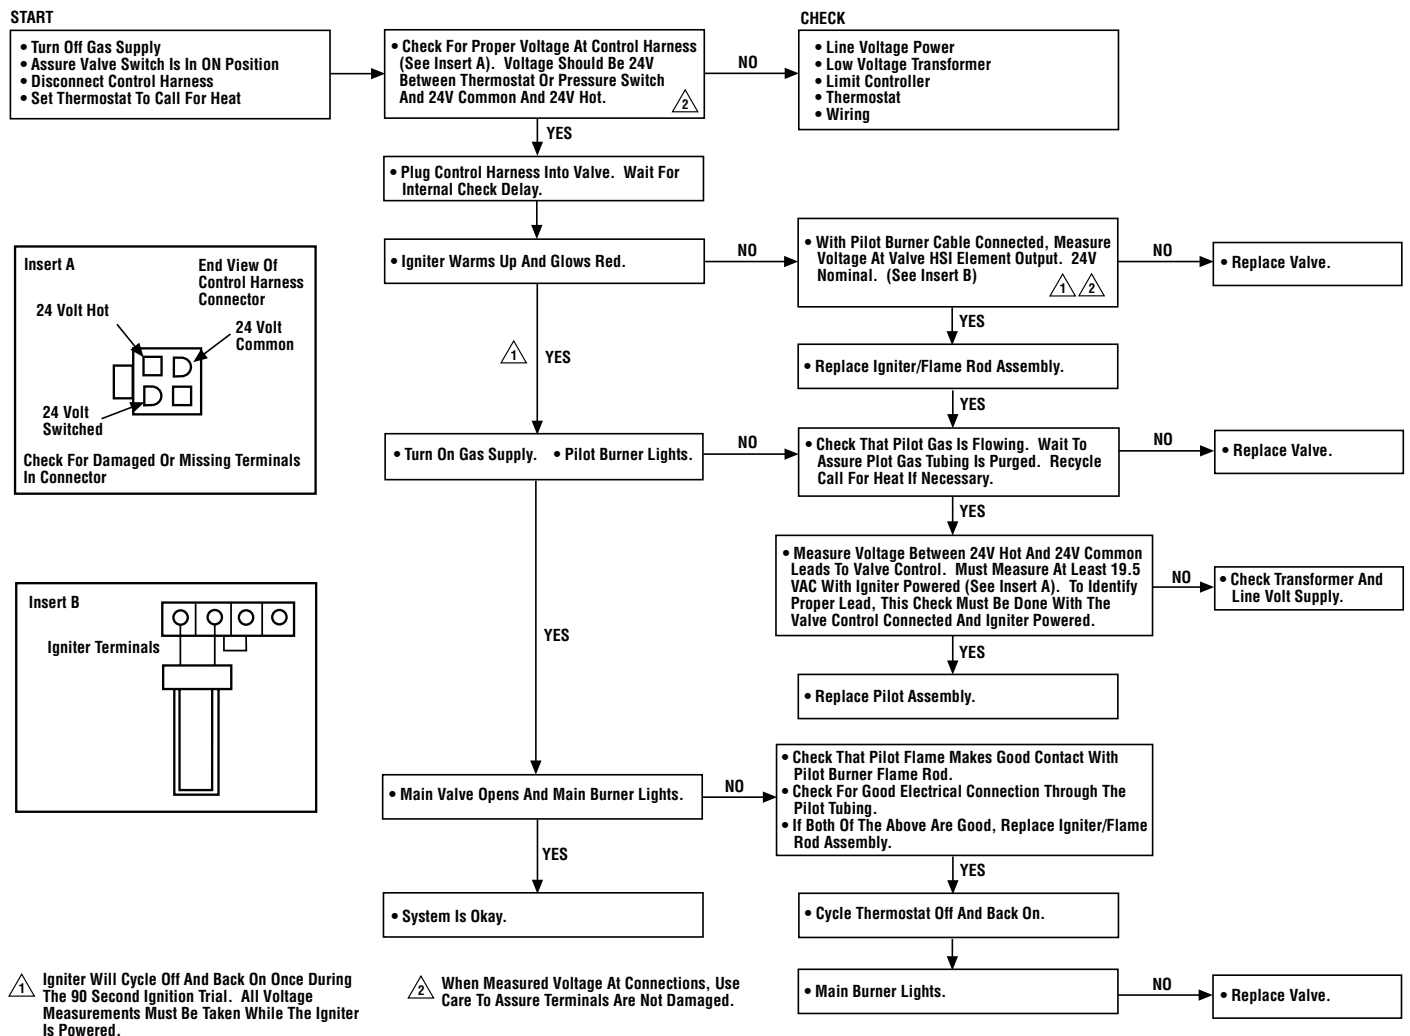 START
• Turn Off Gas Supply
• Assure Valve Switch Is In ON Position
• Disconnect Control Harness
• Set Thermostat To Call For Heat
• Check For Proper Voltage At Control Harness
(See Insert A). Voltage Should Be 24V
Between Thermostat Or Pressure Switch
And 24V Common And 24V Hot.
2
NO
CHECK
• Line Voltage Power
• Low Voltage Transformer
• Limit Controller
• Thermostat
• Wiring
YES
• Plug Control Harness Into Valve. Wait For
Internal Check Delay.
• Igniter Warms Up And Glows Red.
NO
• With Pilot Burner Cable Connected, Measure
Voltage At Valve HSI Element Output. 24V
Nominal. (See Insert B)
1 2
NO
• Replace Valve.
YES
• Replace Igniter/Flame Rod Assembly.
YES
1
YES
Insert A
End View Of
Control Harness
Connector
24 Volt Hot
24 Volt
Common
24 Volt
Switched
Check For Damaged Or Missing Terminals
In Connector
• Turn On Gas Supply. • Pilot Burner Lights.
NO
• Check That Pilot Gas Is Flowing. Wait To
Assure Plot Gas Tubing Is Purged. Recycle
Call For Heat If Necessary.
NO
• Replace Valve.
YES
• Measure Voltage Between 24V Hot And 24V Common
Leads To Valve Control. Must Measure At Least 19.5
VAC With Igniter Powered (See Insert A). To Identify
Proper Lead, This Check Must Be Done With The
Valve Control Connected And Igniter Powered.
NO
• Check Transformer And
Line Volt Supply.
YES
• Replace Pilot Assembly.
Insert B
Igniter Terminals
YES
• Main Valve Opens And Main Burner Lights.
NO
• Check That Pilot Flame Makes Good Contact With
Pilot Burner Flame Rod.
• Check For Good Electrical Connection Through The
Pilot Tubing.
• If Both Of The Above Are Good, Replace Igniter/Flame
Rod Assembly.
YES
YES
• System Is Okay.
• Cycle Thermostat Off And Back On.
• Main Burner Lights.
NO
• Replace Valve.
1 Igniter Will Cycle Off And Back On Once During
The 90 Second Ignition Trial. All Voltage
Measurements Must Be Taken While The Igniter
Is Powered.
2 When Measured Voltage At Connections, Use
Care To Assure Terminals Are Not Damaged.